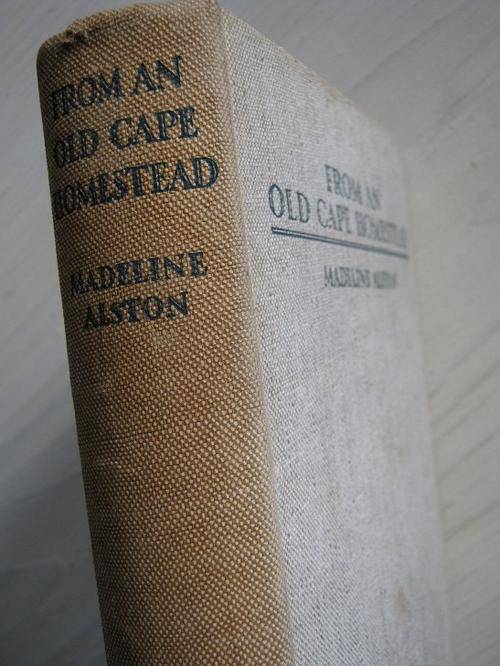 FROM AN
OLD CAPE
HOMESTEAD
MADELINE
ALSTON
FROM AN
OLD CAPE HOMESTEAD
MADELINE ALSTON